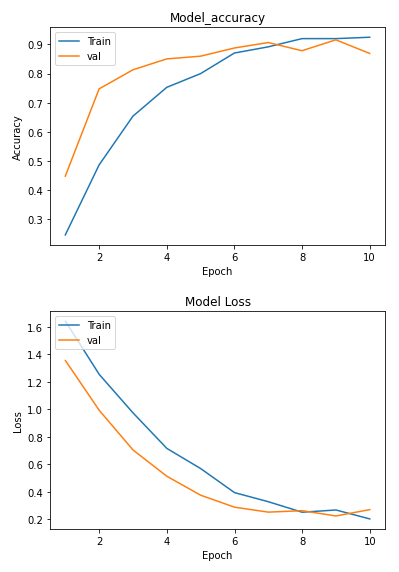 Model_accuracy
Train
val
0.9
0.8
0.7
0.6
0.5
0.4
0.3
Accuracy
2 4 6 8 10
Epoch
Model Loss
Train
val
1.6
1.4
1.2
1.0
0.8
0.6
0.4
0.2
Loss
2 4 6 8 10
Epoch